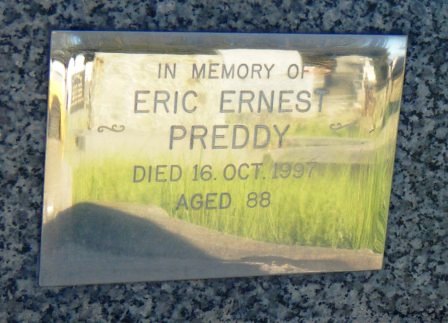 IN MEMORY OF
ERIC ERNEST
PREDDY
DIED 16. OCT. 1997
AGED 88